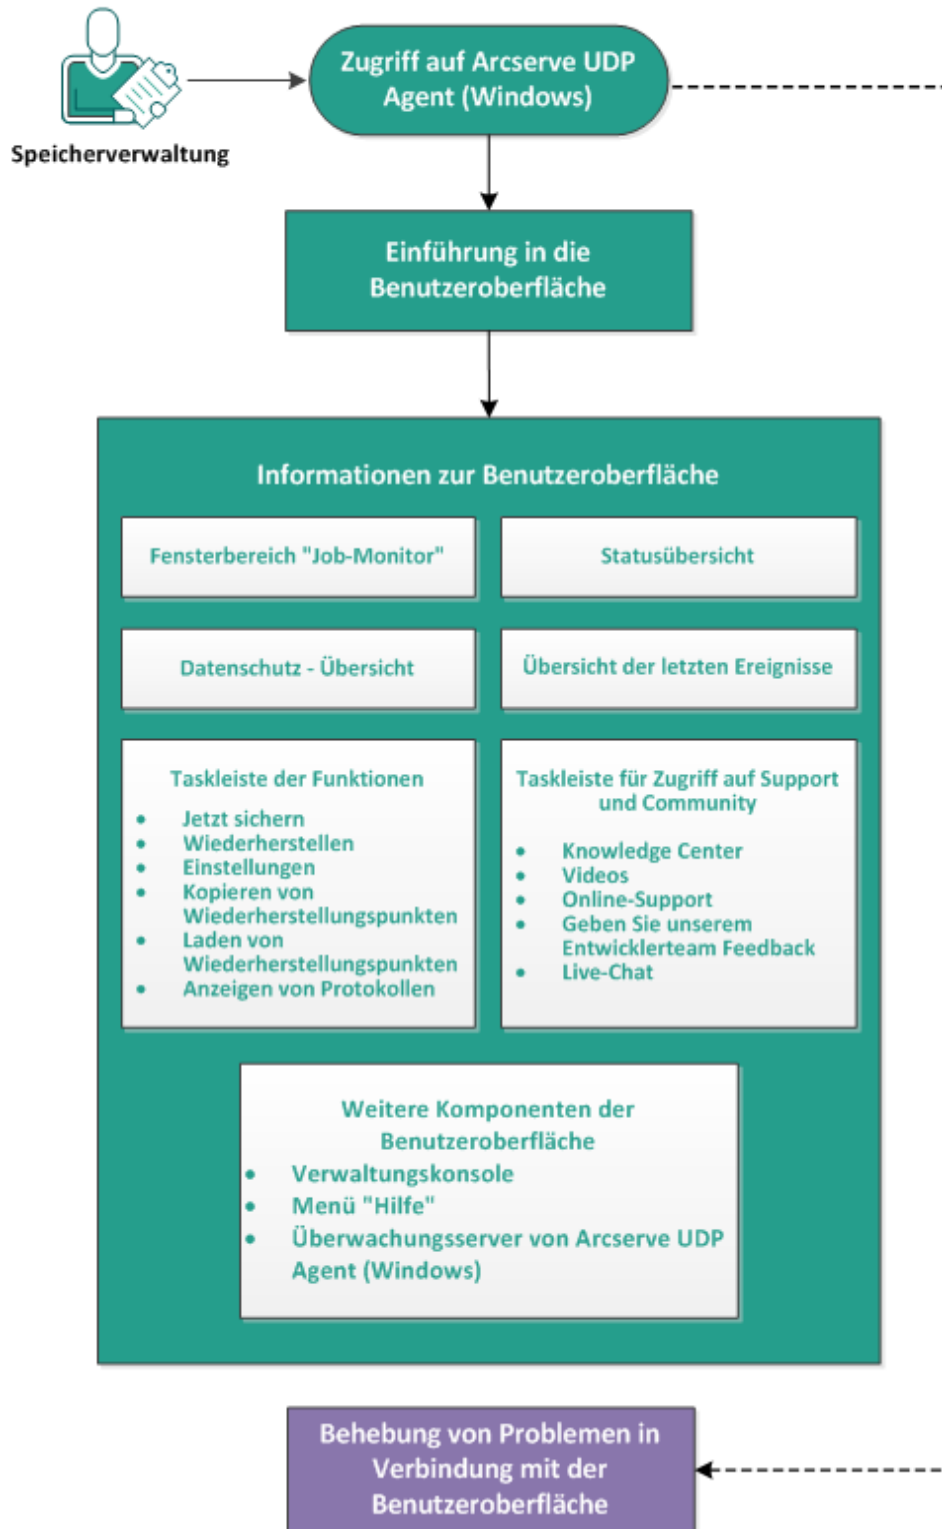 Zugriff auf Arcserve UDP
Agent (Windows)
Speicherverwaltung
Einführung in die
Benutzeroberfläche
Informationen zur Benutzeroberfläche
Fensterbereich "Job-Monitor"
Statusübersicht
Datenschutz - Übersicht
Übersicht der letzten Ereignisse
Taskleiste der Funktionen
• Jetzt sichern
• Wiederherstellen
• Einstellungen
• Kopieren von
Wiederherstellungspunkten
• Laden von
Wiederherstellungspunkten
• Anzeigen von Protokollen
Taskleiste für Zugriff auf Support
und Community
• Knowledge Center
• Videos
• Online-Support
• Geben Sie unserem
Entwicklerteam Feedback
• Live-Chat
Weitere Komponenten der
Benutzeroberfläche
• Verwaltungskonsole
• Menü "Hilfe"
• Überwachungsserver von Arcserve UDP
Agent (Windows)
Behebung von Problemen in
Verbindung mit der
Benutzeroberfläche